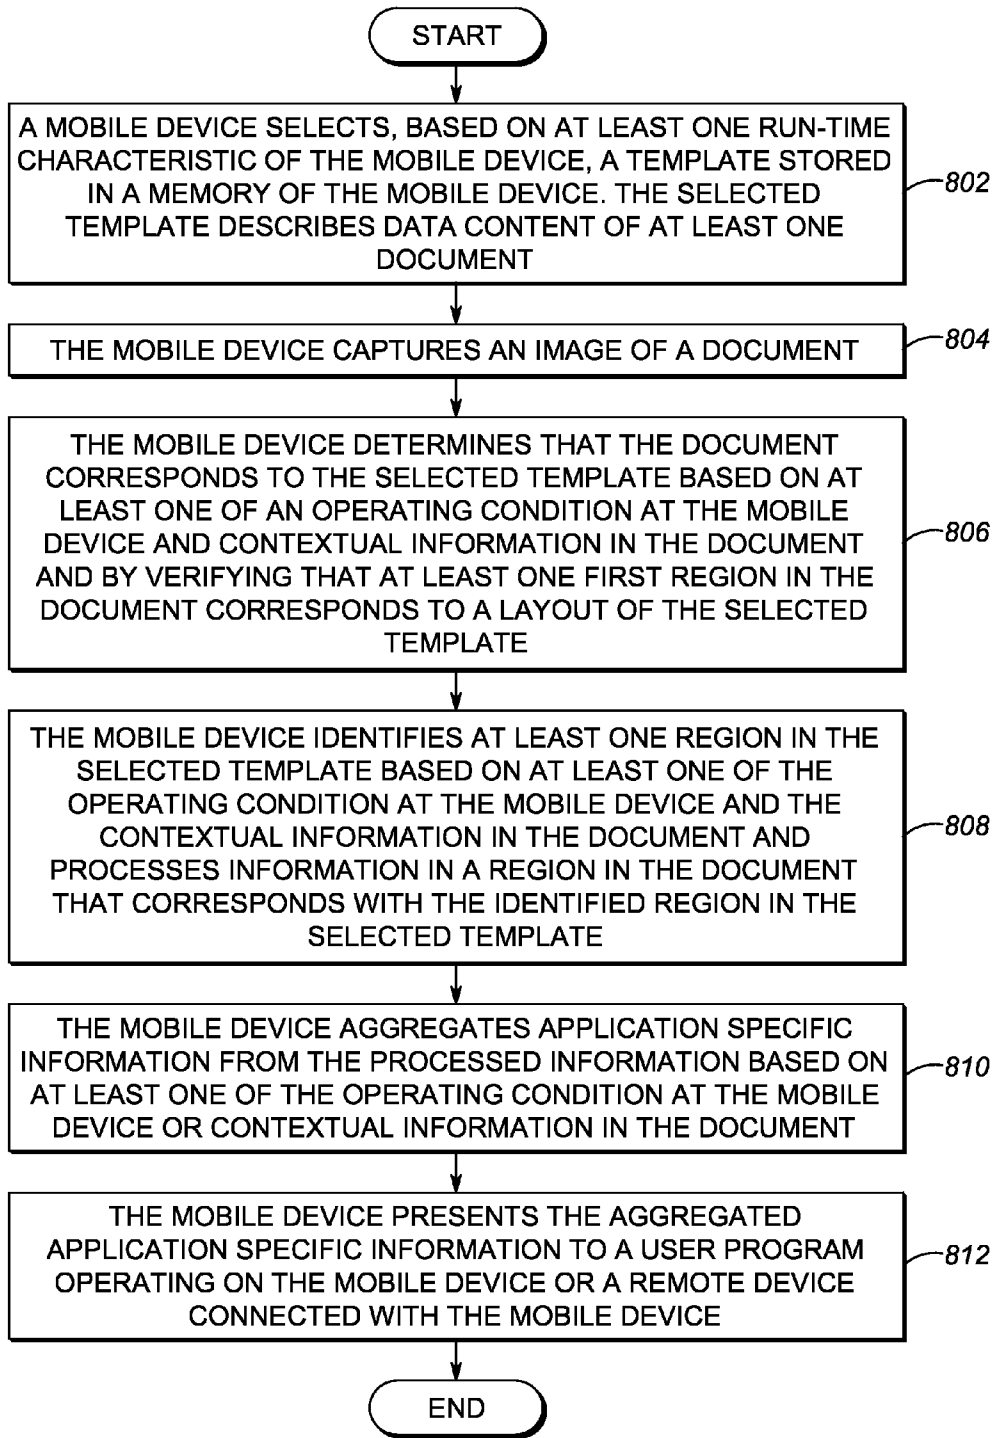 START
A MOBILE DEVICE SELECTS, BASED ON AT LEAST ONE RUN-TIME
CHARACTERISTIC OF THE MOBILE DEVICE, A TEMPLATE STORED
IN A MEMORY OF THE MOBILE DEVICE. THE SELECTED
TEMPLATE DESCRIBES DATA CONTENT OF AT LEAST ONE
DOCUMENT
802
THE MOBILE DEVICE CAPTURES AN IMAGE OF A DOCUMENT
804
THE MOBILE DEVICE DETERMINES THAT THE DOCUMENT
CORRESPONDS TO THE SELECTED TEMPLATE BASED ON AT
LEAST ONE OF AN OPERATING CONDITION AT THE MOBILE
DEVICE AND CONTEXTUAL INFORMATION IN THE DOCUMENT
AND BY VERIFYING THAT AT LEAST ONE FIRST REGION IN THE
DOCUMENT CORRESPONDS TO A LAYOUT OF THE SELECTED
TEMPLATE
806
THE MOBILE DEVICE IDENTIFIES AT LEAST ONE REGION IN THE
SELECTED TEMPLATE BASED ON AT LEAST ONE OF THE
OPERATING CONDITION AT THE MOBILE DEVICE AND THE
CONTEXTUAL INFORMATION IN THE DOCUMENT AND
PROCESSES INFORMATION IN A REGION IN THE DOCUMENT
THAT CORRESPONDS WITH THE IDENTIFIED REGION IN THE
SELECTED TEMPLATE
808
THE MOBILE DEVICE AGGREGATES APPLICATION SPECIFIC
INFORMATION FROM THE PROCESSED INFORMATION BASED ON
AT LEAST ONE OF THE OPERATING CONDITION AT THE MOBILE
DEVICE OR CONTEXTUAL INFORMATION IN THE DOCUMENT
810
THE MOBILE DEVICE PRESENTS THE AGGREGATED
APPLICATION SPECIFIC INFORMATION TO A USER PROGRAM
OPERATING ON THE MOBILE DEVICE OR A REMOTE DEVICE
CONNECTED WITH THE MOBILE DEVICE
812
END